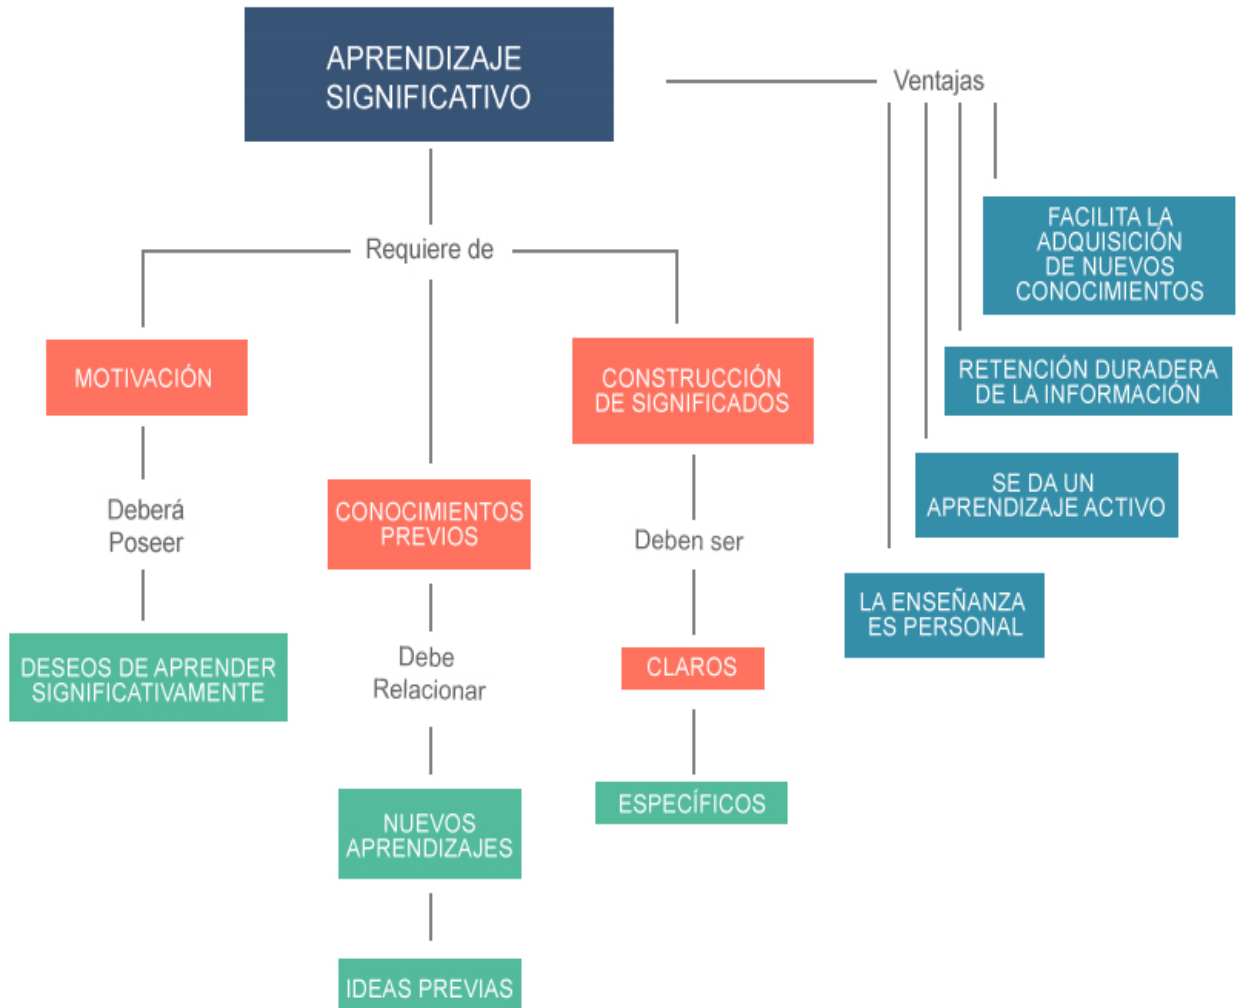 APRENDIZAJE
SIGNIFICATIVO
Ventajas
Requiere de
FACILITA LA
ADQUISICIÓN
DE NUEVOS
CONOCIMIENTOS
RETENCIÓN DURADERA
DE LA INFORMACIÓN
SE DA UN
APRENDIZAJE ACTIVO
LA ENSEÑANZA
ES PERSONAL
MOTIVACIÓN
Deberá
Poseer
DESEOS DE APRENDER
SIGNIFICATIVAMENTE
CONOCIMIENTOS
PREVIOS
Debe
Relacionar
NUEVOS
APRENDIZAJES
IDEAS PREVIAS
CONSTRUCCIÓN
DE SIGNIFICADOS
Deben ser
CLAROS
ESPECÍFICOS